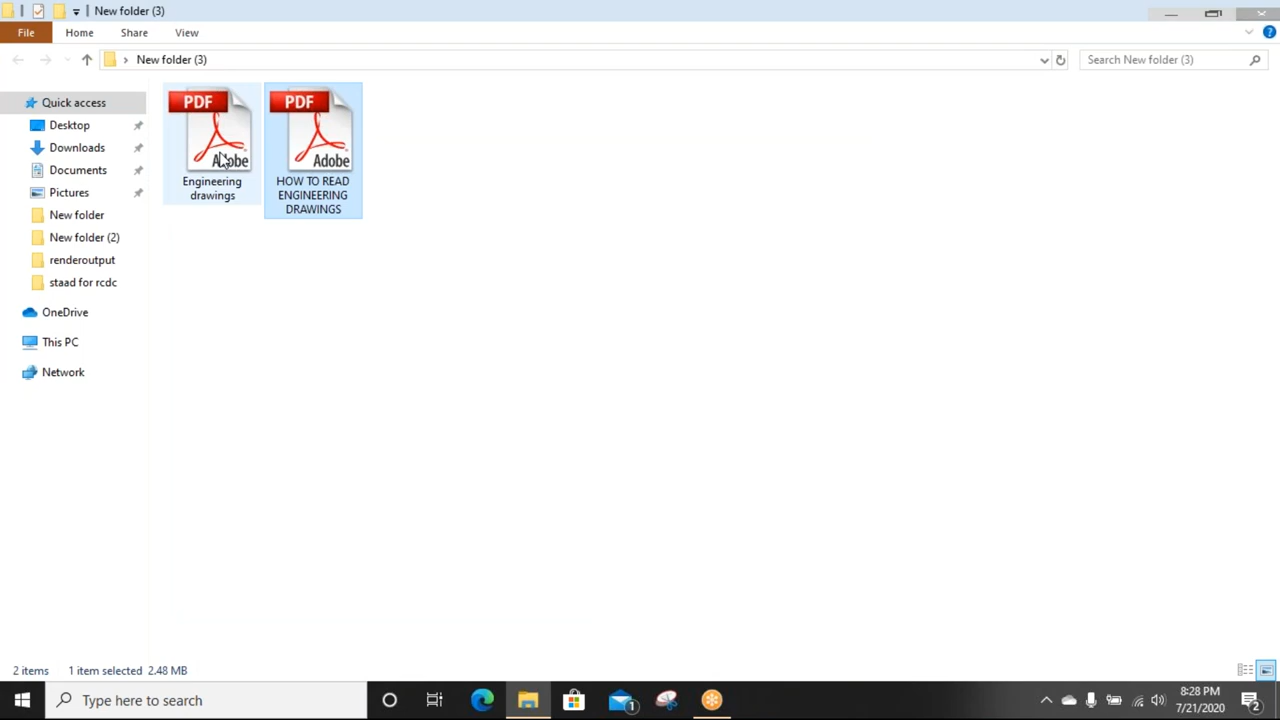 New folder (3)
File Home Share View
New folder (3)
Search New folder (3)
Quick access
Desktop
Downloads
Documents
Pictures
New folder
New folder (2)
renderoutput
staad for rcdc
OneDrive
This PC
Network
PDF
Adobe
Engineering
drawings
PDF
Adobe
HOW TO READ
ENGINEERING
DRAWINGS
2 items 1 item selected 2.48 MB
Type here to search
1
8:28 PM
7/21/2020
2